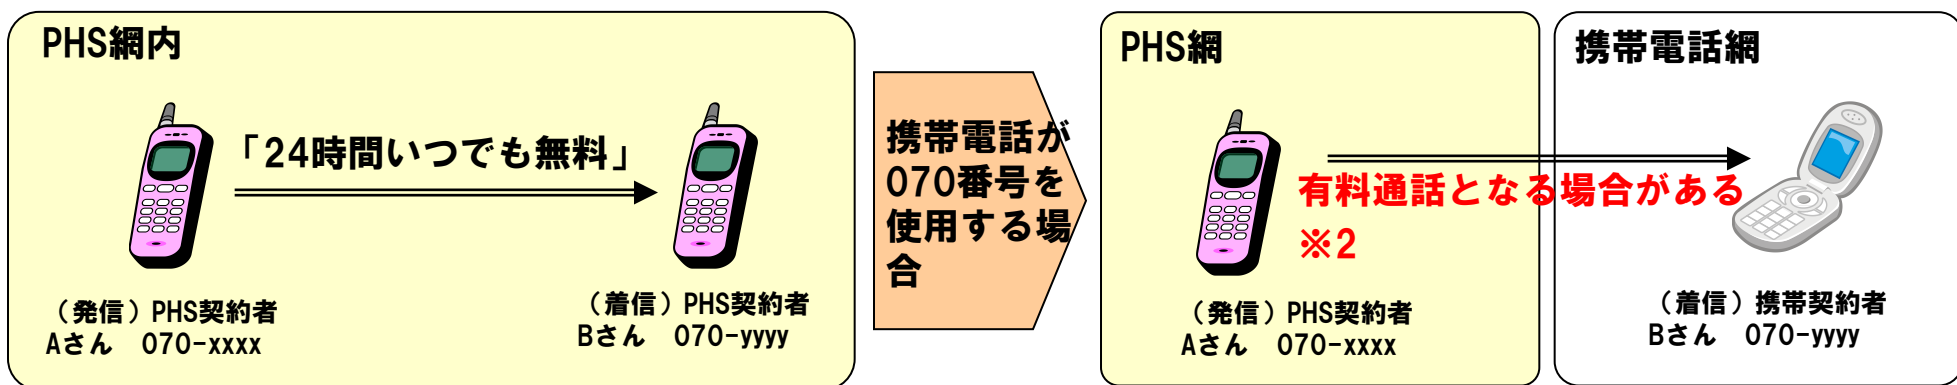 PHS網内
「24時間いつでも無料」
（発信）PHS契約者
Aさん　070-xxxx
（着信）PHS契約者
Bさん　070-yyyy
携帯電話が
070番号を
使用する場
合
PHS網
有料通話となる場合がある
※2
（発信）PHS契約者
Aさん　070-xxxx
携帯電話網
（着信）携帯契約者
Bさん　070-yyyy